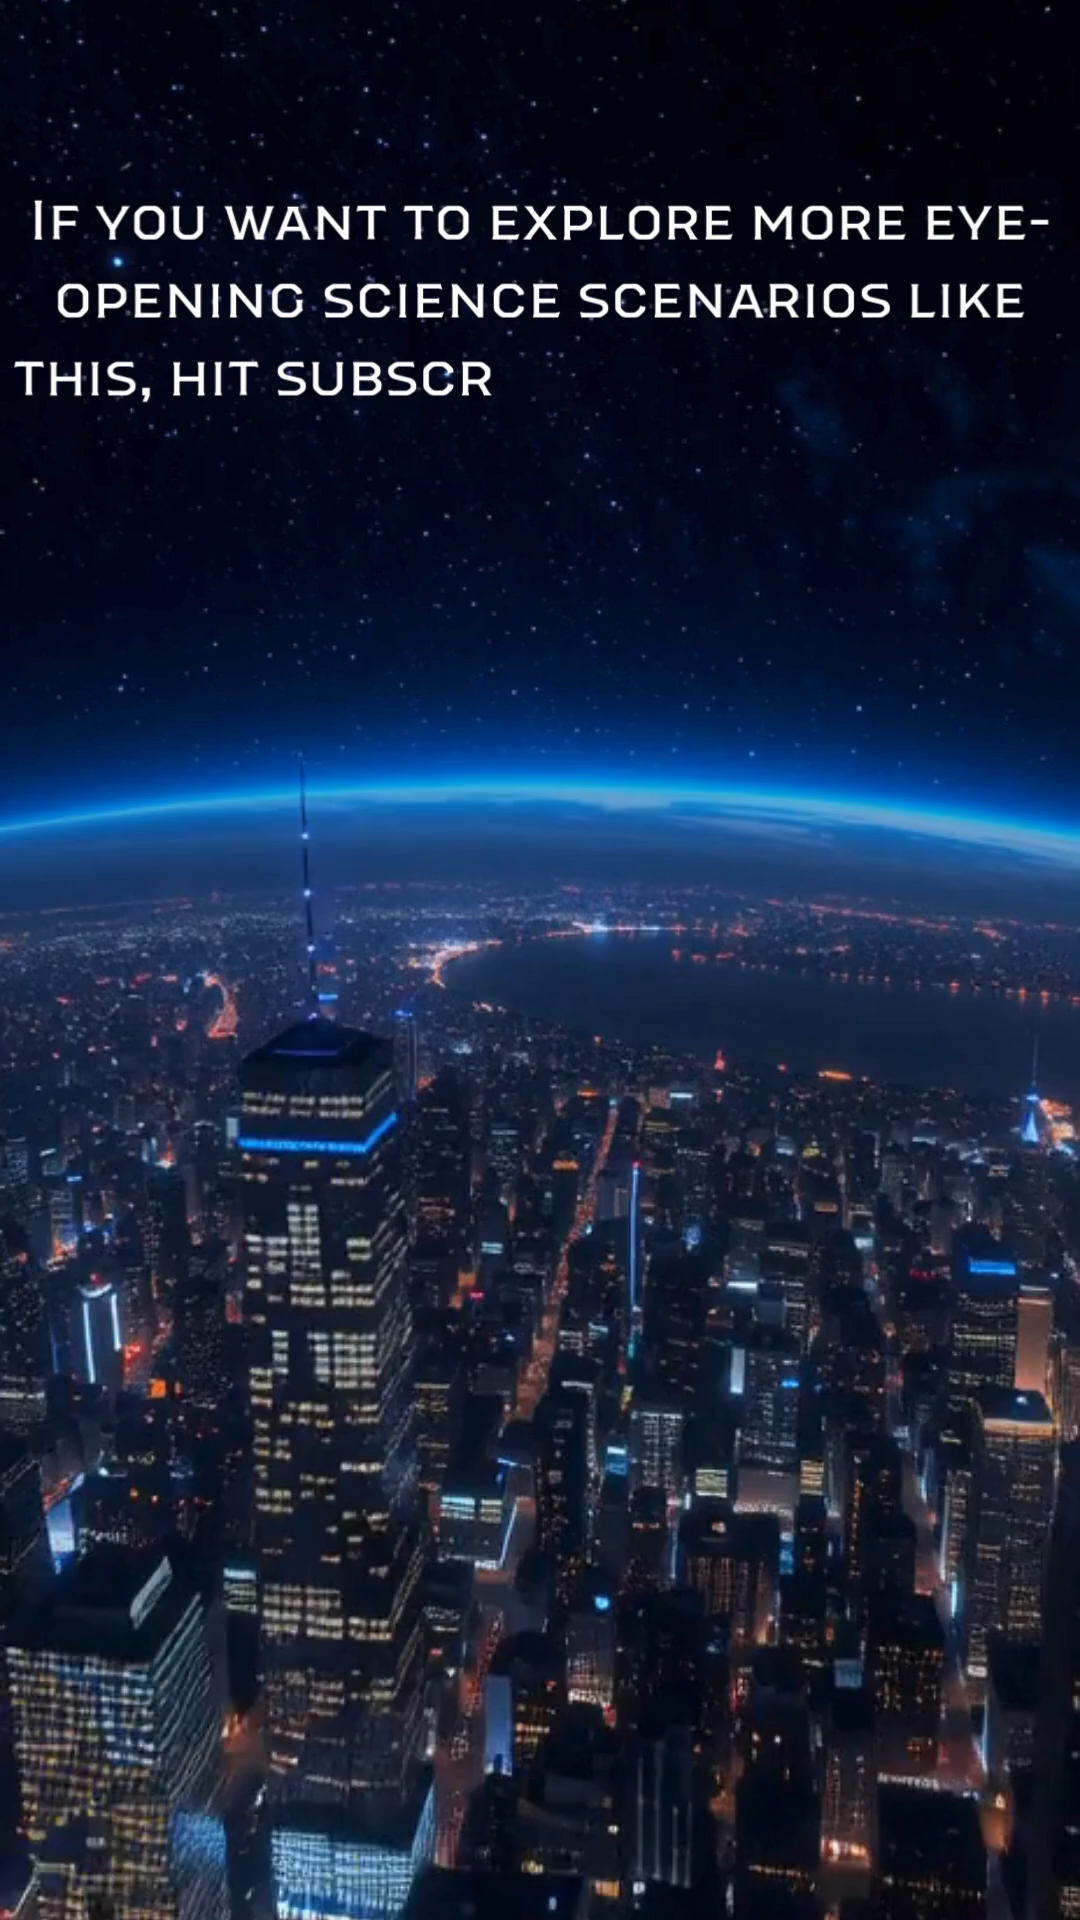 If you want to explore more eye-
opening science scenarios like
this, hit subscr